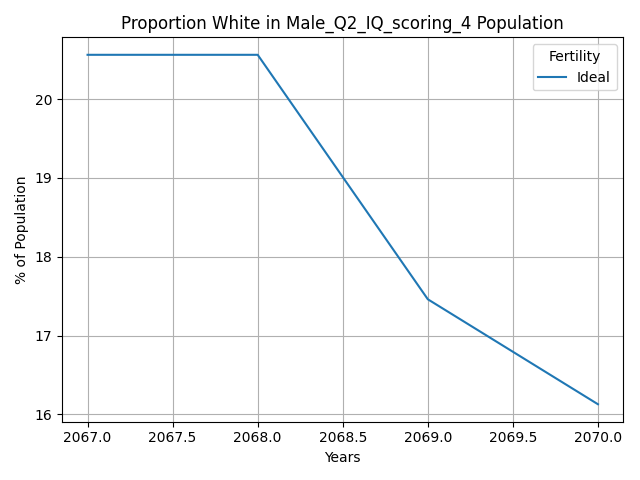 Proportion White in Male_Q2_IQ_scoring_4 Population
Fertility
Ideal
% of Population
20
19
18
17
16
2067.0 2067.5 2068.0 2068.5 2069.0 2069.5 2070.0
Years